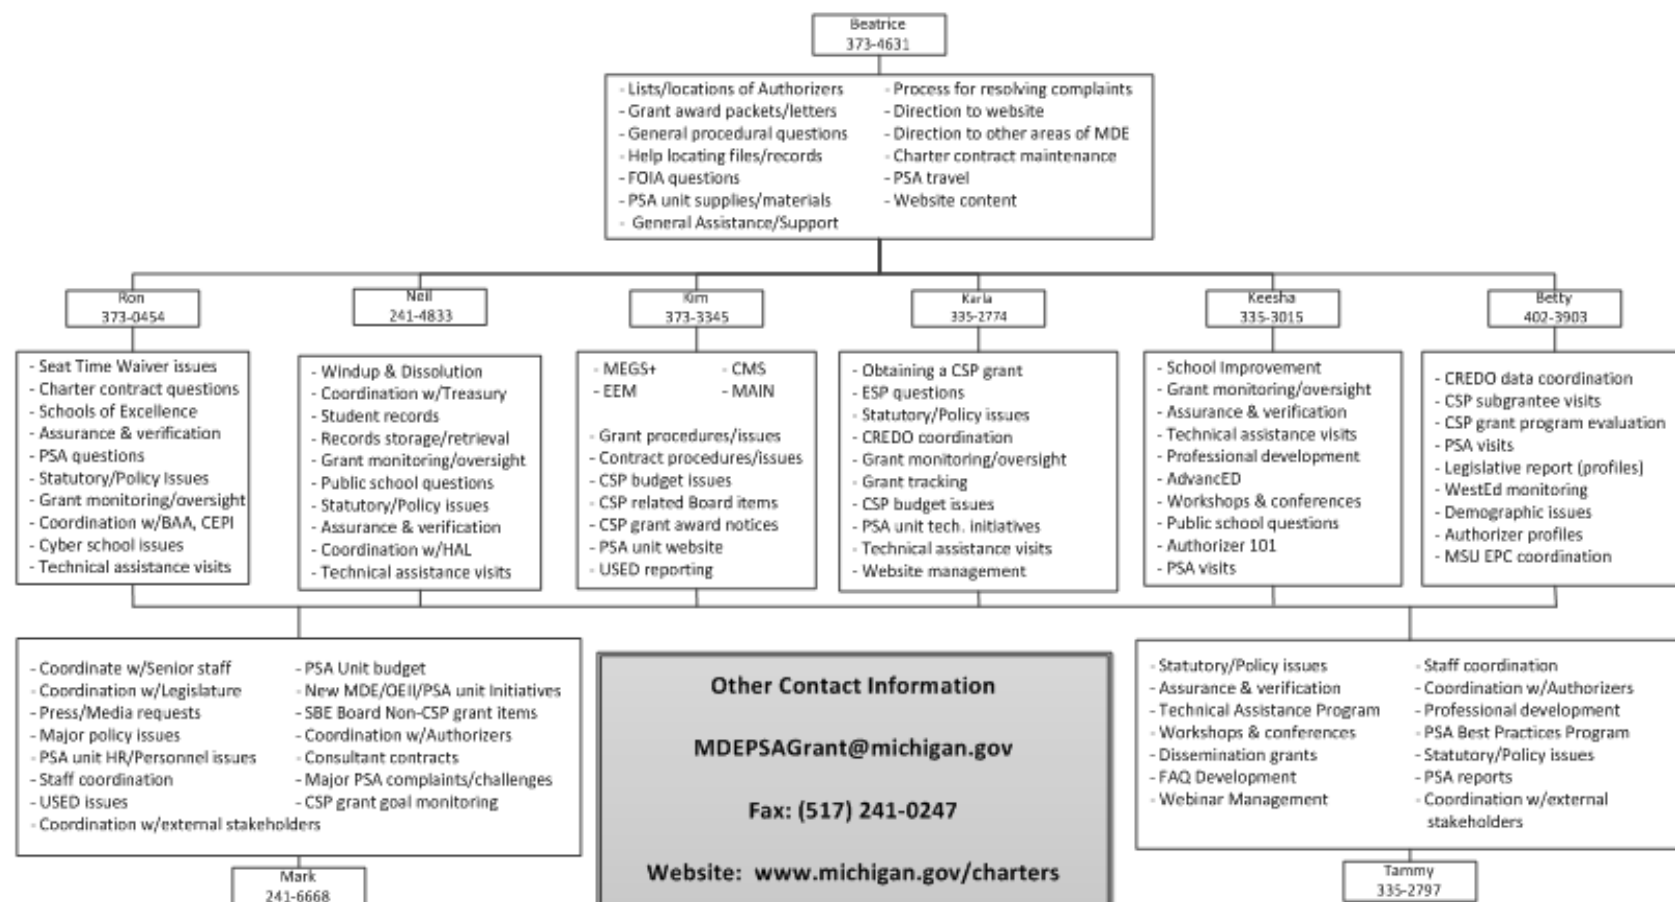 Beatrice
373-4631
- Lists/locations of Authorizers
- Grant award packets/letters
- General procedural questions
- Help locating files/records
- FOIA questions
- PSA unit supplies/materials
- General Assistance/Support
- Process for resolving complaints
- Direction to website
- Direction to other areas of MDE
- Charter contract maintenance
- PSA travel
- Website content
Ron
373-0454
- Seat Time Waiver issues
- Charter contract questions
- Schools of Excellence
- Assurance & verification
- PSA questions
- Statutory/Policy Issues
- Grant monitoring/oversight
- Coordination w/BAA, CEPI
- Cyber school issues
- Technical assistance visits
Neil
241-4833
- Windup & Dissolution
- Coordination w/Treasury
- Student records
- Records storage/retrieval
- Grant monitoring/oversight
- Public school questions
- Statutory/Policy issues
- Assurance & verification
- Coordination w/HAL
- Technical assistance visits
Kim
373-3345
- MEGS+ - CMS
- EEM - MAIN
- Grant procedures/issues
- Contract procedures/issues
- CSP budget issues
- CSP related Board items
- CSP grant award notices
- PSA unit website
- USED reporting
Karla
335-2774
- Obtaining a CSP grant
- ESP questions
- Statutory/Policy issues
- CREDO coordination
- Grant monitoring/oversight
- Grant tracking
- CSP budget issues
- PSA unit tech. initiatives
- Technical assistance visits
- Website management
Keesha
335-3015
- School Improvement
- Grant monitoring/oversight
- Assurance & verification
- Technical assistance visits
- Professional development
- AdvancED
- Workshops & conferences
- Public school questions
- Authorizer 101
- PSA visits
Betty
402-3903
- CREDO data coordination
- CSP subgrantee visits
- CSP grant program evaluation
- PSA visits
- Legislative report (profiles)
- WestEd monitoring
- Demographic issues
- Authorizer profiles
- MSU EPC coordination
- Coordinate w/Senior staff
- Coordination w/Legislature
- Press/Media requests
- Major policy issues
- PSA unit HR/Personnel issues
- Staff coordination
- USED issues
- Coordination w/external stakeholders
- PSA Unit budget
- New MDE/OEII/PSA unit Initiatives
- SBE Board Non-CSP grant items
- Coordination w/Authorizers
- Consultant contracts
- Major PSA complaints/challenges
- CSP grant goal monitoring
Mark
241-6668
Other Contact Information
MDEPSAGrant@michigan.gov
Fax: (517) 241-0247
Website: www.michigan.gov/charters
- Statutory/Policy issues
- Assurance & verification
- Technical Assistance Program
- Workshops & conferences
- Dissemination grants
- FAQ Development
- Webinar Management
- Staff coordination
- Coordination w/Authorizers
- Professional development
- PSA Best Practices Program
- Statutory/Policy issues
- PSA reports
- Coordination w/external
stakeholders
Tammy
335-2797